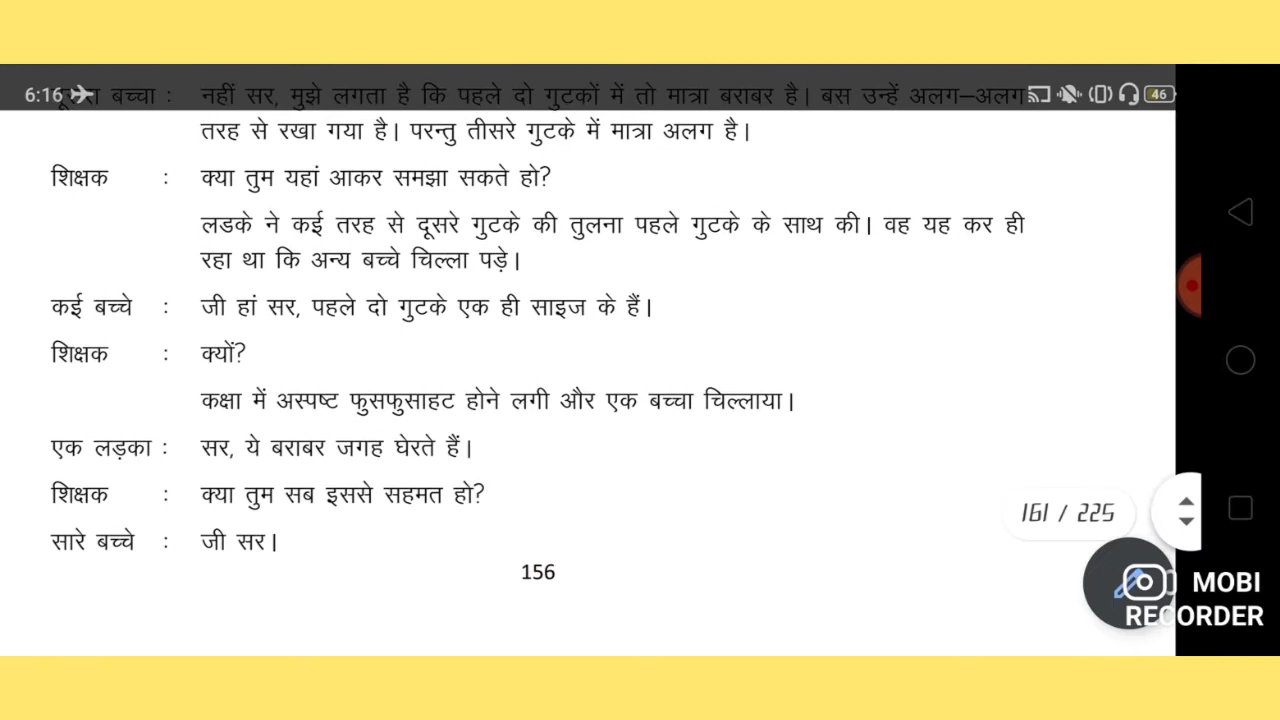 6:16 46
दूसरा बच्चा : नहीं सर, मुझे लगता है कि पहले दो गुटकों में तो मात्रा बराबर है। बस उन्हें अलग–अलग
तरह से रखा गया है। परन्तु तीसरे गुटके में मात्रा अलग है।
शिक्षक : क्या तुम यहां आकर समझा सकते हो?
लडके ने कई तरह से दूसरे गुटके की तुलना पहले गुटके के साथ की। वह यह कर ही
रहा था कि अन्य बच्चे चिल्ला पड़े।
कई बच्चे : जी हां सर, पहले दो गुटके एक ही साइज के हैं।
शिक्षक : क्यों?
कक्षा में अस्पष्ट फुसफुसाहट होने लगी और एक बच्चा चिल्लाया।
एक लड़का : सर, ये बराबर जगह घेरते हैं।
शिक्षक : क्या तुम सब इससे सहमत हो?
सारे बच्चे : जी सर।
161 / 225
156
MOBI
RECORDER